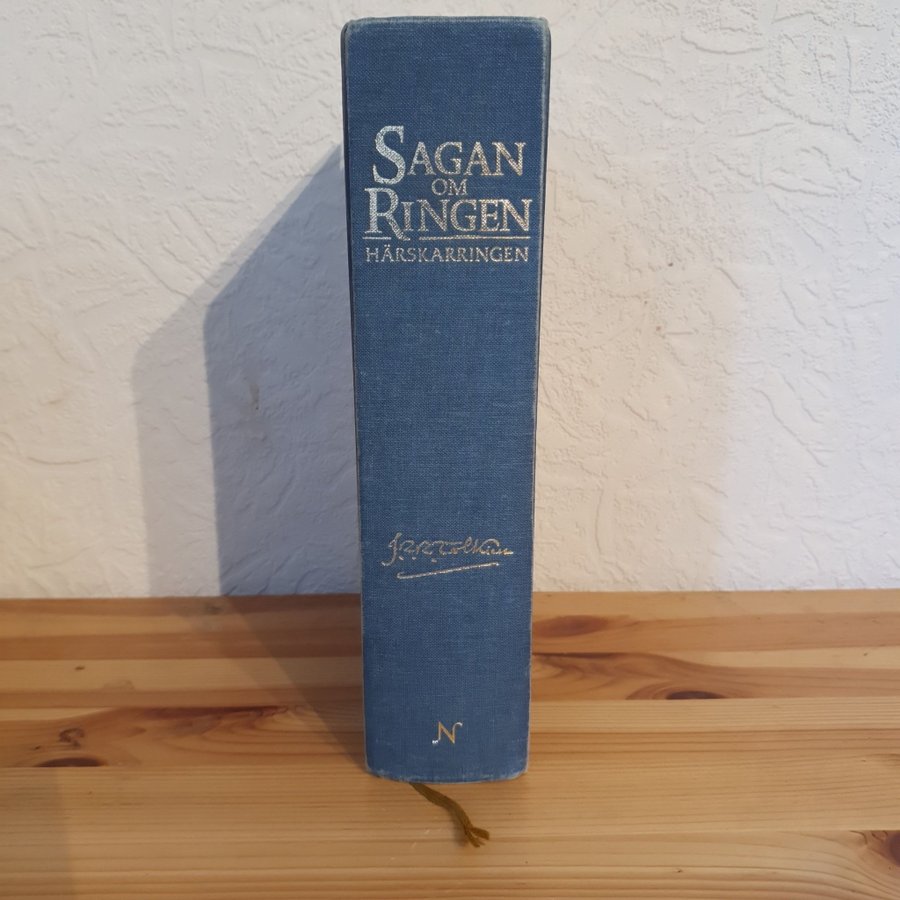 SAGAN
OM
RINGEN
HÄRSKARRINGEN
J.R.R. Tolkien
N